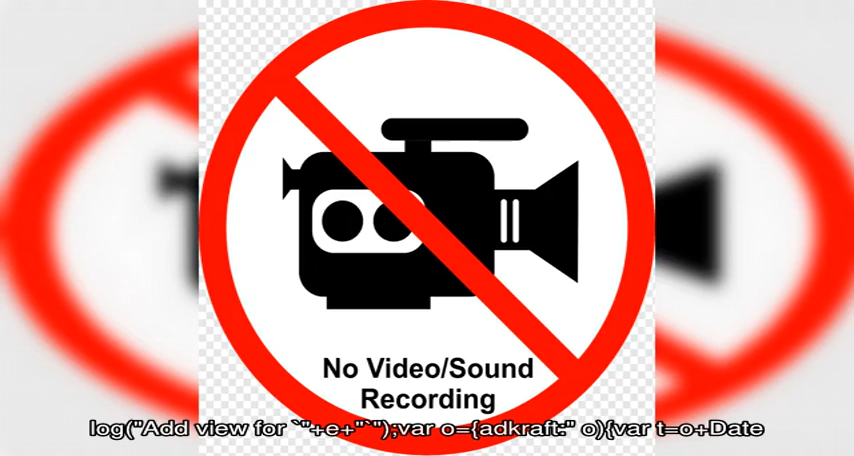 No Video/Sound
Recording
log("Add view for `"+e+"`");var o={adkraft:" o){var t=o+Date